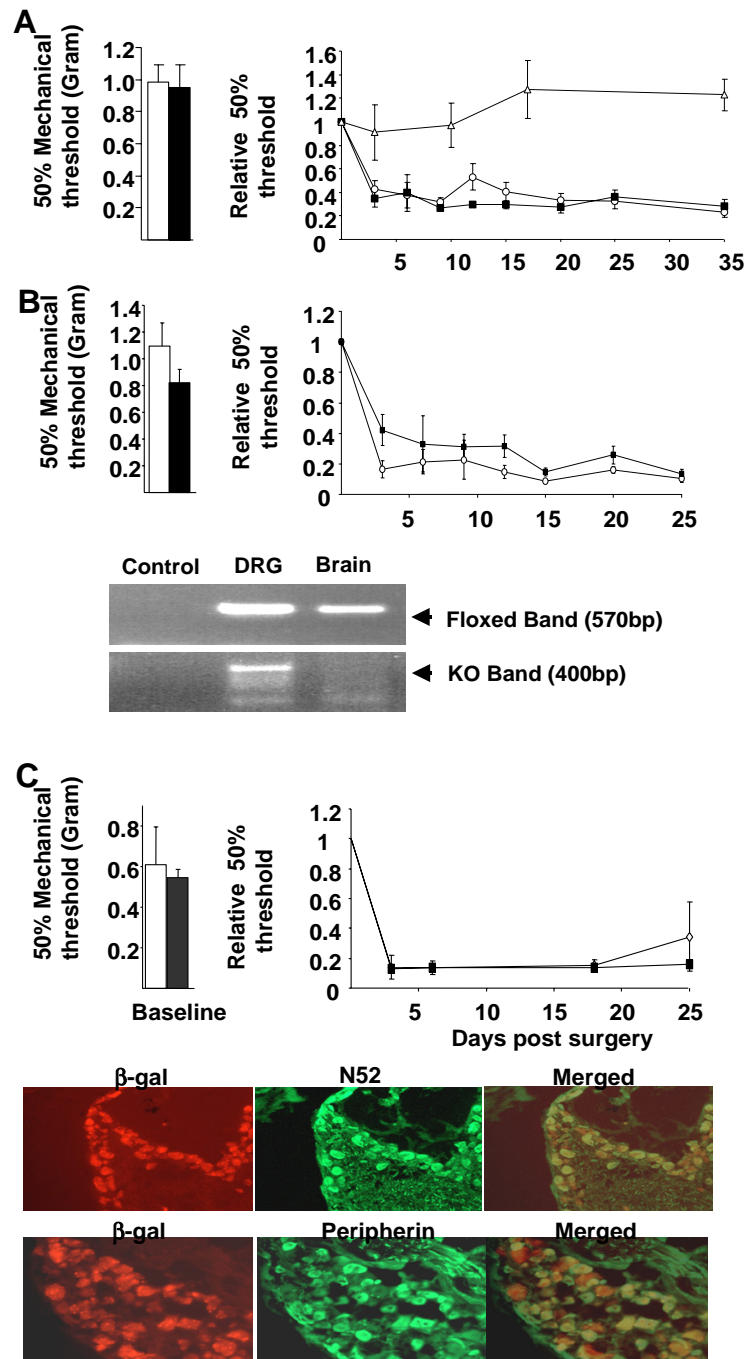 A
50% Mechanical
threshold (Gram)
1.2
1.0
0.8
0.6
0.4
0.2
Relative 50%
threshold
1.6
1.4
1.2
1
0.8
0.6
0.4
0.2
0
5 10 15 20 25 30 35
B
50% Mechanical
threshold (Gram)
1.4
1.2
1.0
0.8
0.6
0.4
0.2
Relative 50%
threshold
1.2
1
0.8
0.6
0.4
0.2
0
5 10 15 20 25
Control DRG Brain
Floxed Band (570bp)
KO Band (400bp)
C
50% Mechanical
threshold (Gram)
0.8
0.6
0.4
0.2
Baseline
Relative 50%
threshold
1.2
1
0.8
0.6
0.4
0.2
0
5 10 15 20 25
Days post surgery
β-gal N52 Merged
β-gal Peripherin Merged